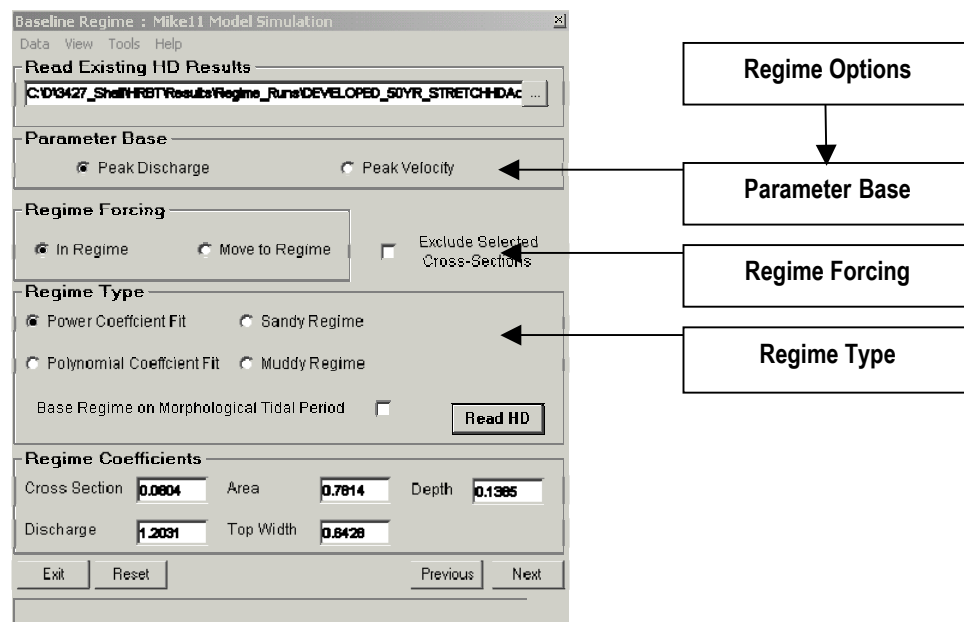 Baseline Regime : Mike11 Model Simulation
Data View Tools Help
Read Existing HD Results
C:\D\3427_Shell\HRBT\Results\Regime_Runs\DEVELOPED_50YR_STRETCHHDAc ...
Parameter Base
Peak Discharge Peak Velocity
Regime Forcing
In Regime Move to Regime
Exclude Selected
Cross-Sections
Regime Type
Power Coeffcient Fit Sandy Regime
Polynomial Coeffcient Fit Muddy Regime
Base Regime on Morphological Tidal Period
Read HD
Regime Coefficients
Cross Section 0.0804 Area 0.7814 Depth 0.1385
Discharge 1.2031 Top Width 0.6428
Exit Reset Previous Next
Regime Options
Parameter Base
Regime Forcing
Regime Type